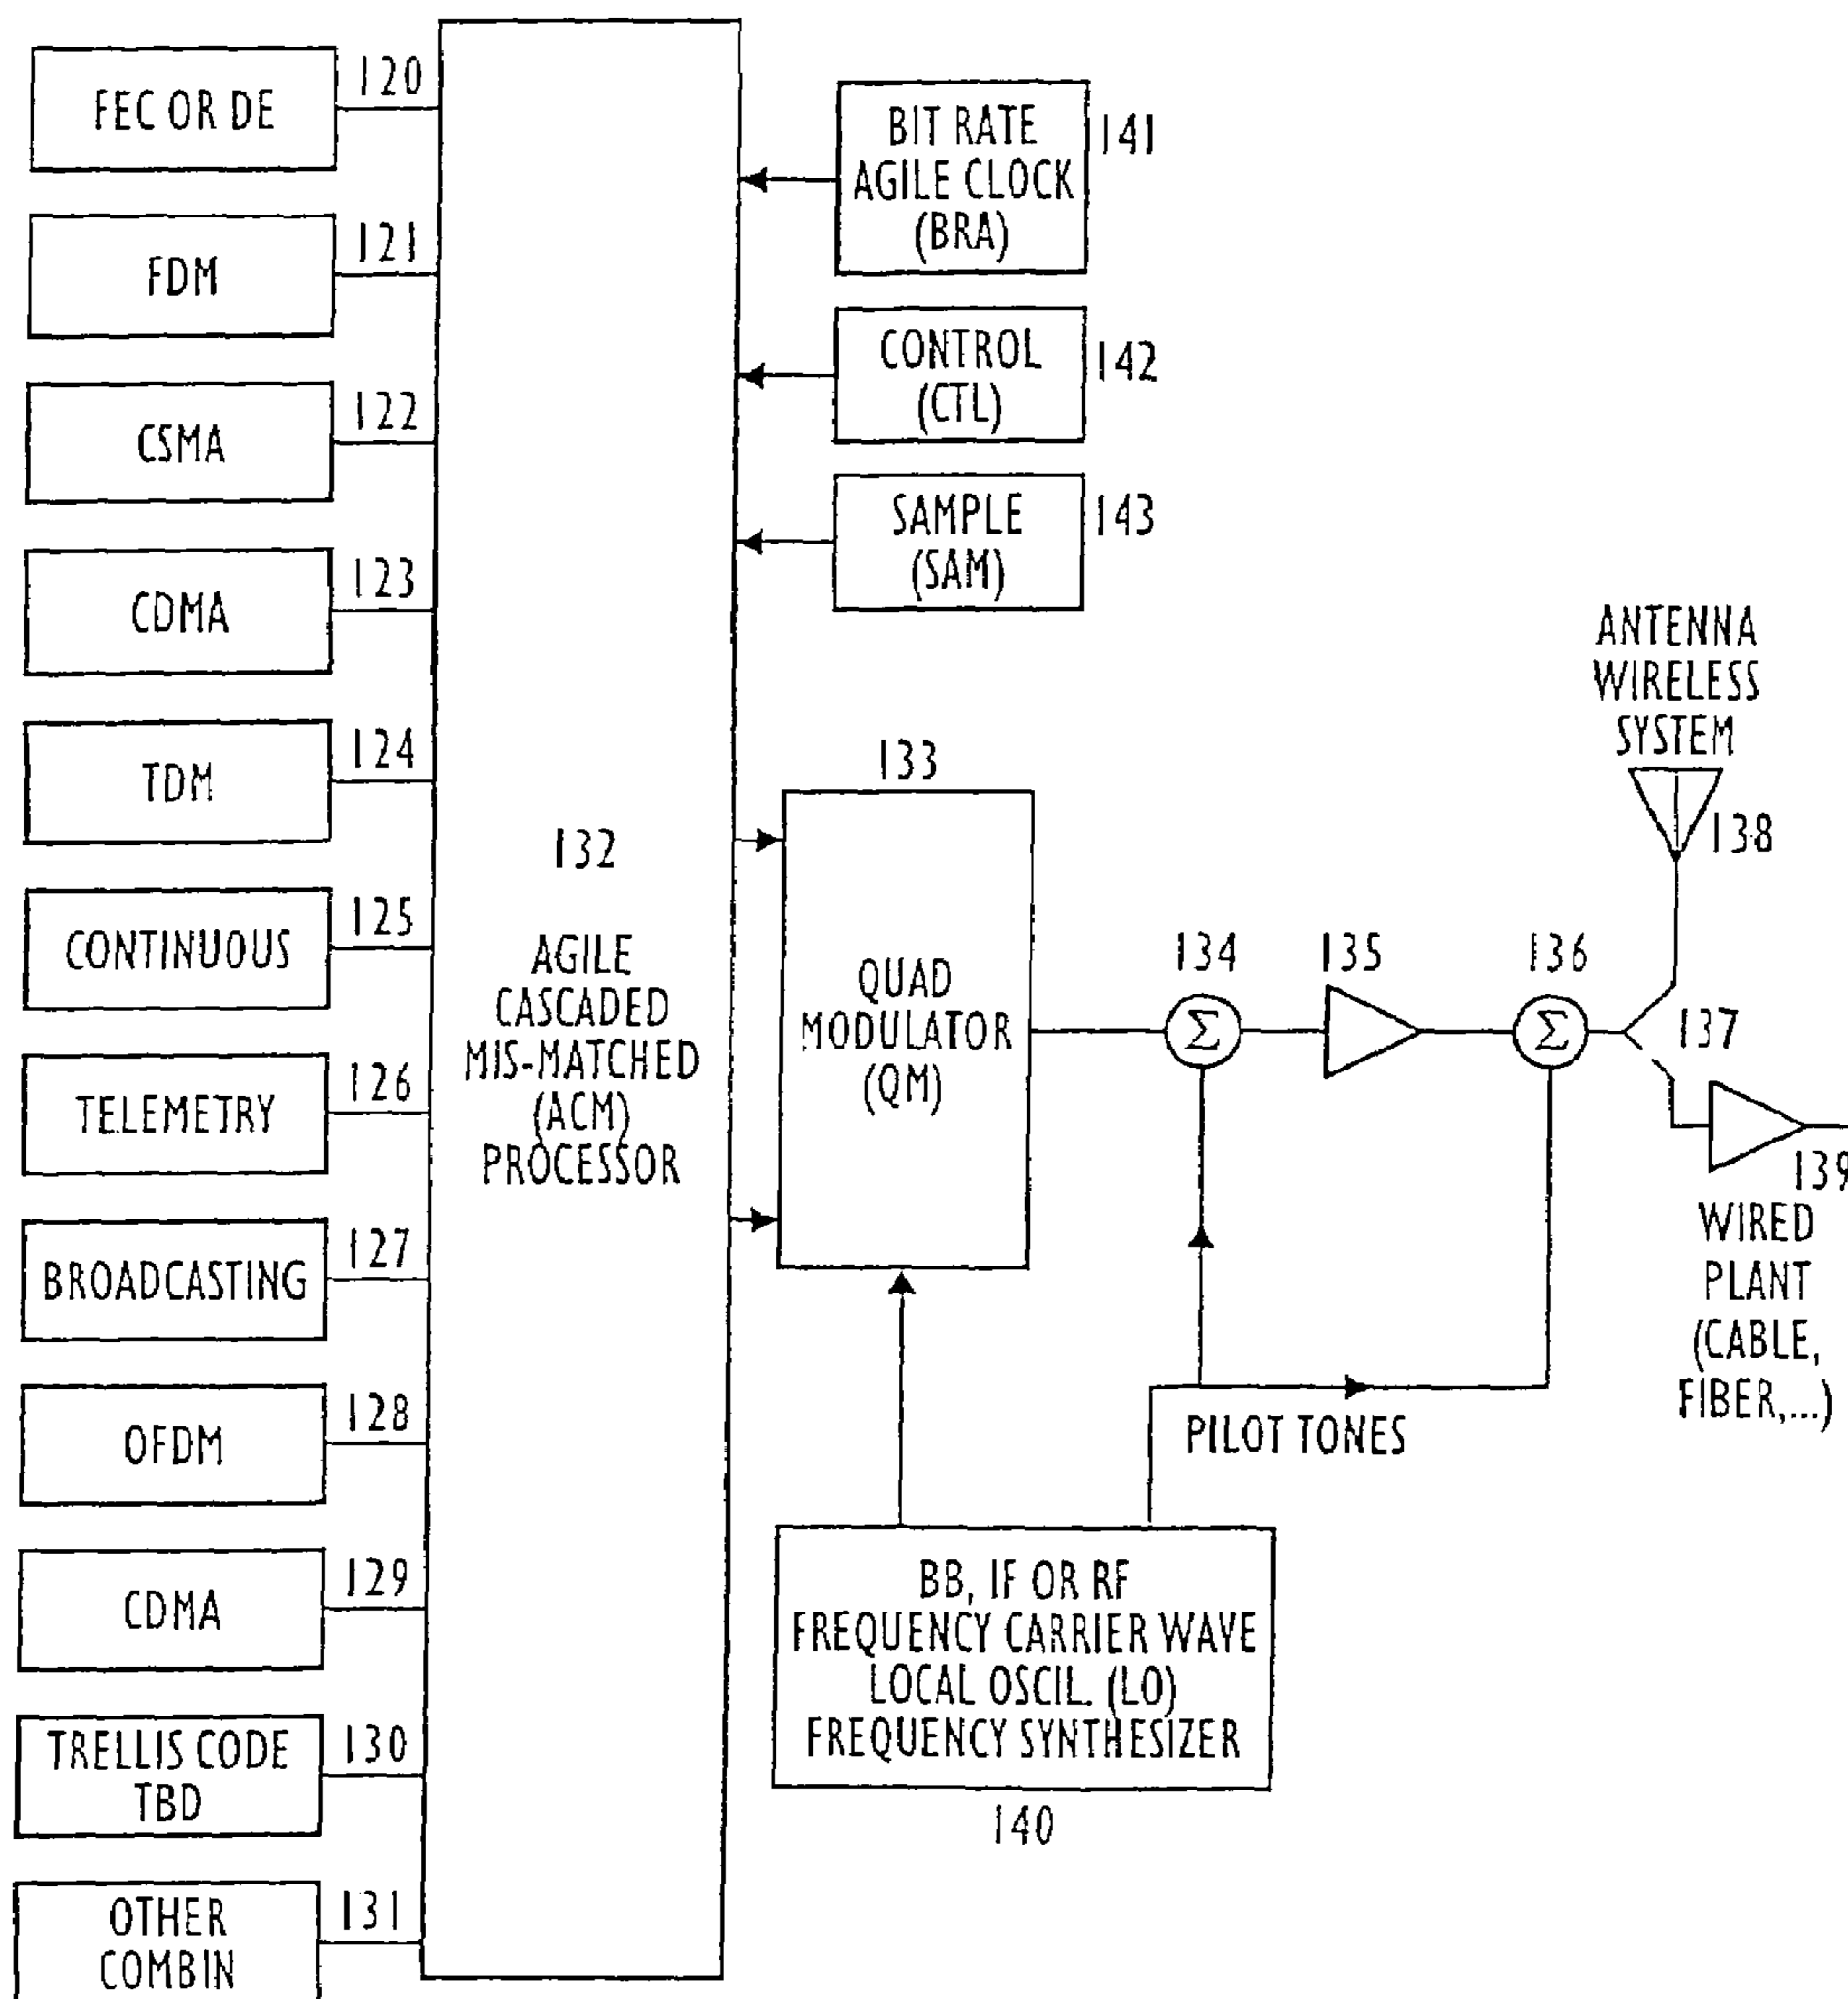 FEC OR DE
120
FDM
121
CSMA
122
CDMA
123
TDM
124
CONTINUOUS
125
TELEMETRY
126
BROADCASTING
127
OFDM
128
CDMA
129
TRELLIS CODE
TBD
130
OTHER
COMBIN
131
132
AGILE
CASCADED
MIS-MATCHED
(ACM)
PROCESSOR
BIT RATE
AGILE CLOCK
(BRA)
141
CONTROL
(CTL)
142
SAMPLE
(SAM)
143
133
QUAD
MODULATOR
(QM)
134
Σ
135
136
Σ
137
ANTENNA
WIRELESS
SYSTEM
138
139
WIRED
PLANT
(CABLE,
FIBER,...)
PILOT TONES
BB, IF OR RF
FREQUENCY CARRIER WAVE
LOCAL OSCIL. (LO)
FREQUENCY SYNTHESIZER
140